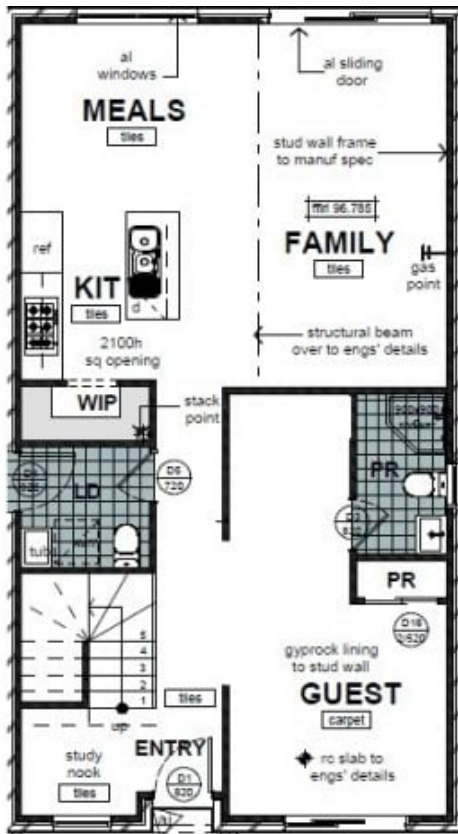 al
windows
al sliding
door
MEALS
tiles
stud wall frame
to manuf spec
ffl 96.785
FAMILY
tiles
gas
point
ref
KIT
tiles
d
2100h
sq opening
structural beam
over to engs' details
WIP
stack
point
900x900
PR
LD
D6
720
tub
PR
D16
2/520
5
4
3
2
1
up
gyprock lining
to stud wall
GUEST
carpet
tiles
ENTRY
study
nook
tiles
D1
820
rc slab to
engs' details